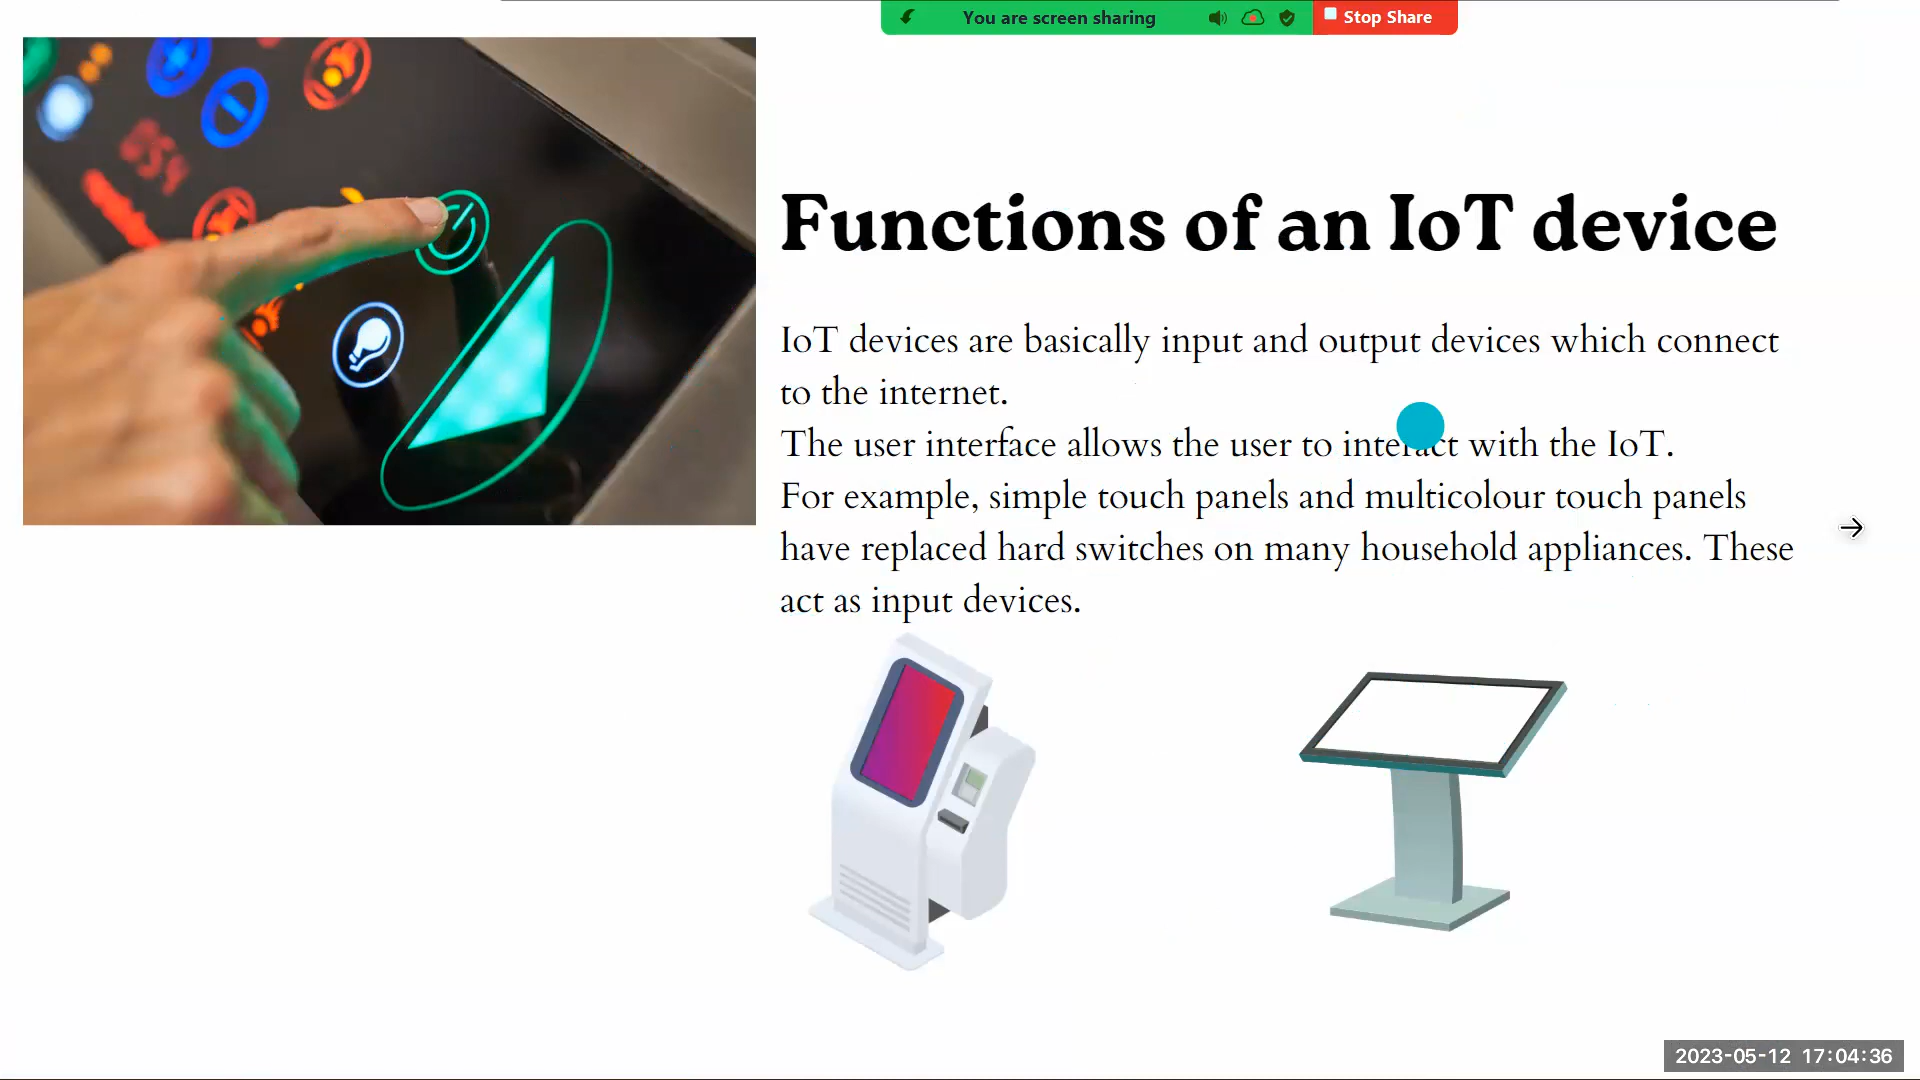 You are screen sharing
Stop Share
Functions of an IoT device
IoT devices are basically input and output devices which connect
to the internet.
The user interface allows the user to interact with the IoT.
For example, simple touch panels and multicolour touch panels
have replaced hard switches on many household appliances. These
act as input devices.
2023-05-12 17:04:36